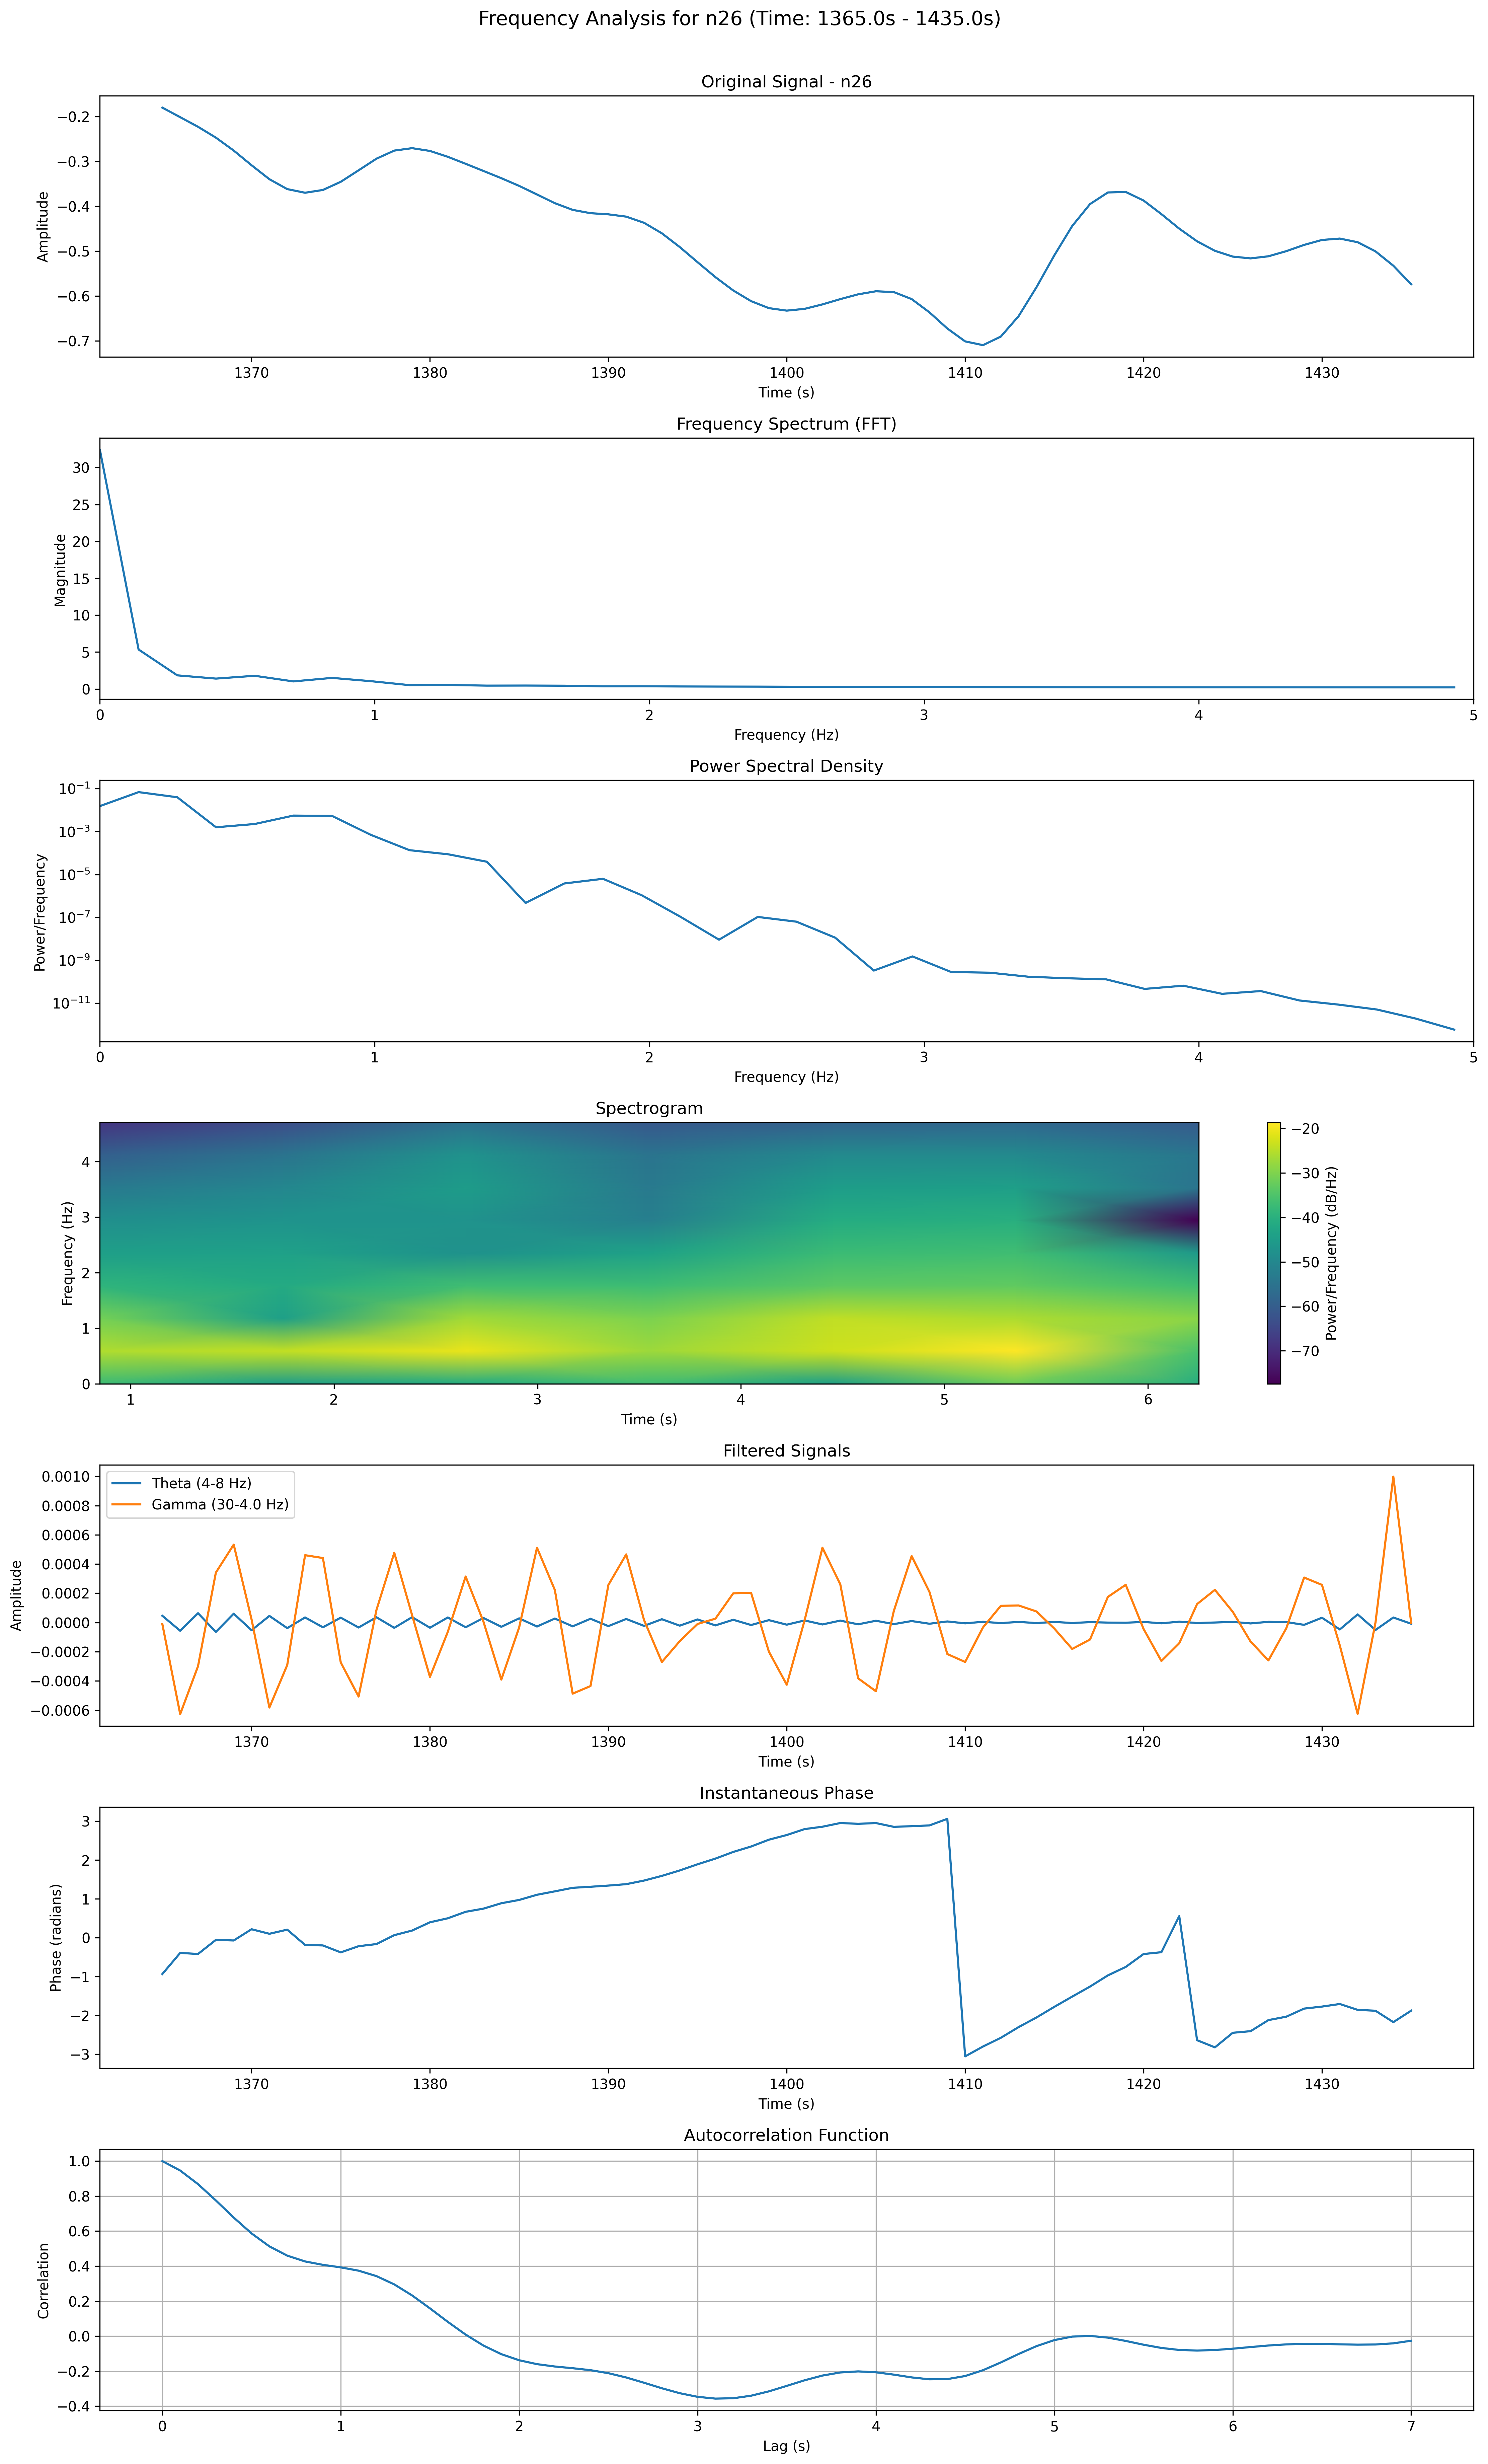 Frequency Analysis for n26 (Time: 1365.0s - 1435.0s)
Original Signal - n26
Amplitude
−0.2
−0.3
−0.4
−0.5
−0.6
−0.7
1370 1380 1390 1400 1410 1420 1430
Time (s)
Frequency Spectrum (FFT)
Magnitude
30
25
20
15
10
5
0
0 1 2 3 4 5
Frequency (Hz)
Power Spectral Density
Power/Frequency
10⁻¹
10⁻³
10⁻⁵
10⁻⁷
10⁻⁹
10⁻¹¹
0 1 2 3 4 5
Frequency (Hz)
Spectrogram
Frequency (Hz)
4
3
2
1
0
1 2 3 4 5 6
Time (s)
−20
−30
−40
−50
−60
−70
Power/Frequency (dB/Hz)
Filtered Signals
Theta (4-8 Hz)
Gamma (30-4.0 Hz)
Amplitude
0.0010
0.0008
0.0006
0.0004
0.0002
0.0000
−0.0002
−0.0004
−0.0006
1370 1380 1390 1400 1410 1420 1430
Time (s)
Instantaneous Phase
Phase (radians)
3
2
1
0
−1
−2
−3
1370 1380 1390 1400 1410 1420 1430
Time (s)
Autocorrelation Function
Correlation
1.0
0.8
0.6
0.4
0.2
0.0
−0.2
−0.4
0 1 2 3 4 5 6 7
Lag (s)